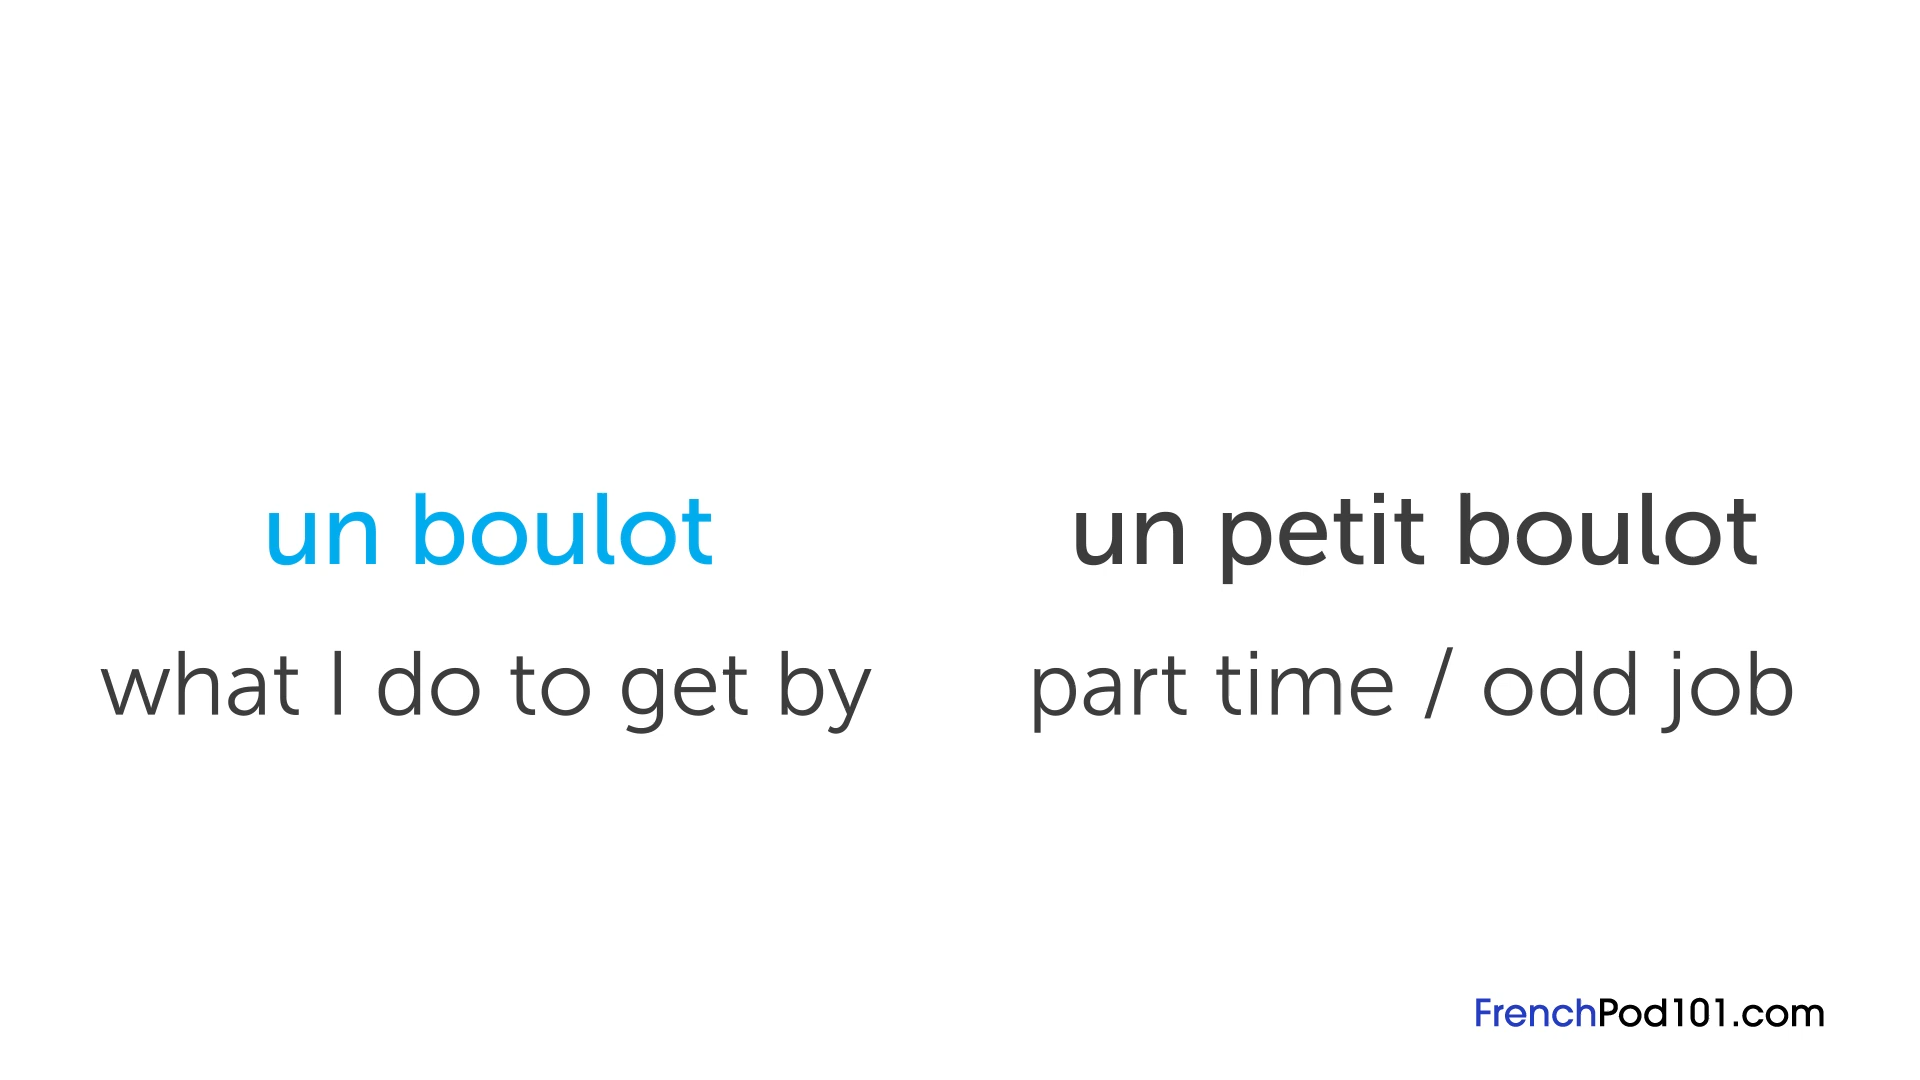 un boulot
what I do to get by
un petit boulot
part time / odd job
FrenchPod101.com